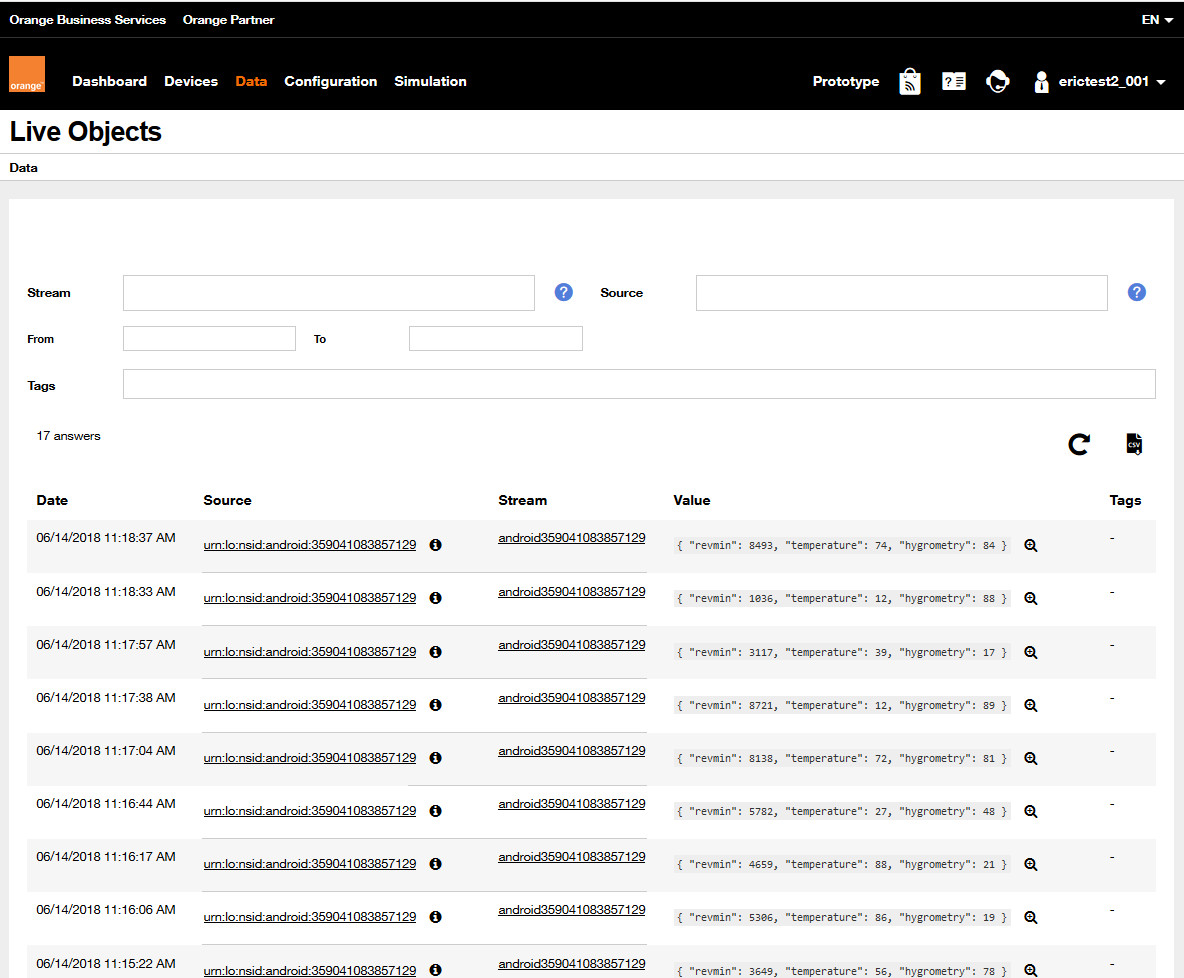 Orange Business Services Orange Partner EN
orange™ Dashboard Devices Data Configuration Simulation Prototype erictest2_001
Live Objects
Data
Stream ? Source ?
From To
Tags
17 answers
CSV
Date Source Stream Value Tags
06/14/2018 11:18:37 AM urn:lo:nsid:android:359041083857129 android359041083857129 { "revmin": 8493, "temperature": 74, "hygrometry": 84 } -
06/14/2018 11:18:33 AM urn:lo:nsid:android:359041083857129 android359041083857129 { "revmin": 1036, "temperature": 12, "hygrometry": 88 } -
06/14/2018 11:17:57 AM urn:lo:nsid:android:359041083857129 android359041083857129 { "revmin": 3117, "temperature": 39, "hygrometry": 17 } -
06/14/2018 11:17:38 AM urn:lo:nsid:android:359041083857129 android359041083857129 { "revmin": 8721, "temperature": 12, "hygrometry": 89 } -
06/14/2018 11:17:04 AM urn:lo:nsid:android:359041083857129 android359041083857129 { "revmin": 8138, "temperature": 72, "hygrometry": 81 } -
06/14/2018 11:16:44 AM urn:lo:nsid:android:359041083857129 android359041083857129 { "revmin": 5782, "temperature": 27, "hygrometry": 48 } -
06/14/2018 11:16:17 AM urn:lo:nsid:android:359041083857129 android359041083857129 { "revmin": 4659, "temperature": 88, "hygrometry": 21 } -
06/14/2018 11:16:06 AM urn:lo:nsid:android:359041083857129 android359041083857129 { "revmin": 5306, "temperature": 86, "hygrometry": 19 } -
06/14/2018 11:15:22 AM urn:lo:nsid:android:359041083857129 android359041083857129 { "revmin": 3649, "temperature": 56, "hygrometry": 78 } -